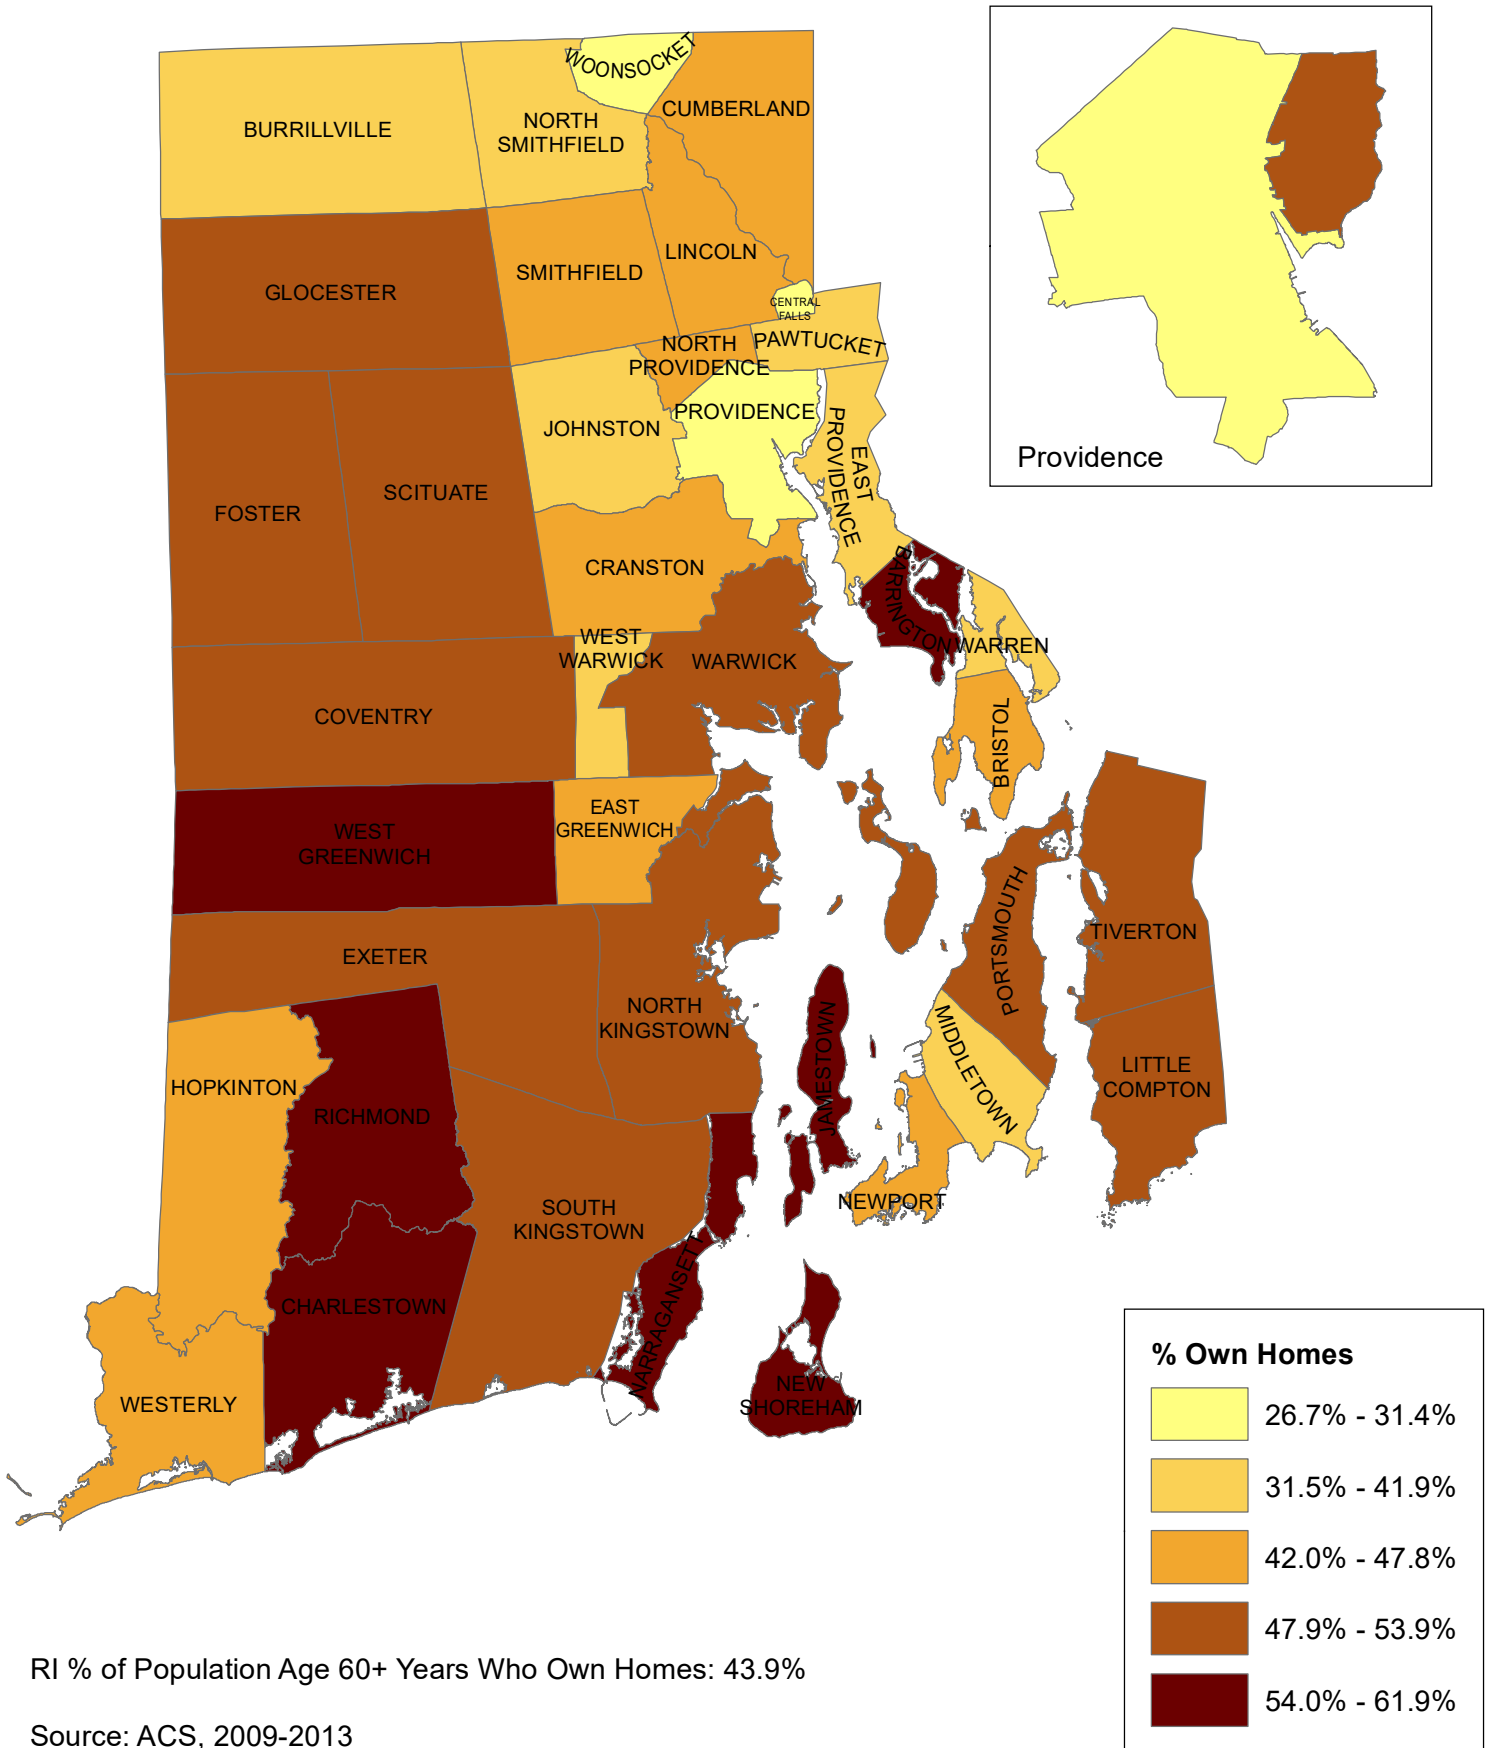 WOONSOCKET
CUMBERLAND
BURRILLVILLE
NORTH
SMITHFIELD
LINCOLN
SMITHFIELD
GLOCESTER
CENTRAL
FALLS
NORTH
PROVIDENCE
PAWTUCKET
PROVIDENCE
JOHNSTON
EAST
PROVIDENCE
SCITUATE
FOSTER
CRANSTON
BARRINGTON
WARREN
WEST
WARWICK
WARWICK
COVENTRY
BRISTOL
EAST
GREENWICH
WEST
GREENWICH
PORTSMOUTH
TIVERTON
EXETER
NORTH
KINGSTOWN
JAMESTOWN
MIDDLETOWN
LITTLE
COMPTON
HOPKINTON
RICHMOND
SOUTH
KINGSTOWN
NEWPORT
NARRAGANSETT
CHARLESTOWN
NEW
SHOREHAM
WESTERLY
Providence
% Own Homes
26.7% - 31.4%
31.5% - 41.9%
42.0% - 47.8%
47.9% - 53.9%
54.0% - 61.9%
RI % of Population Age 60+ Years Who Own Homes: 43.9%
Source: ACS, 2009-2013